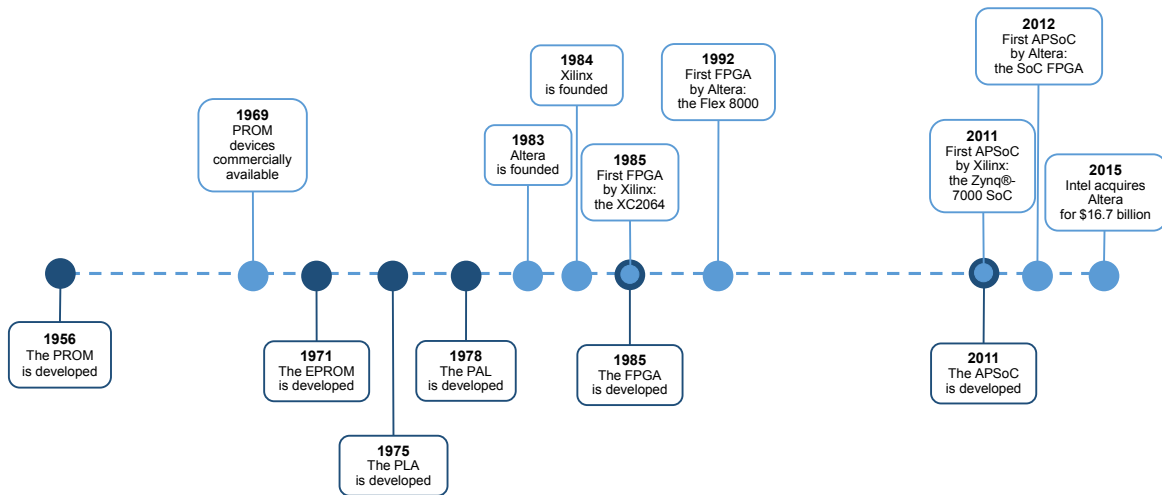 1956
The PROM
is developed
1969
PROM
devices
commercially
available
1971
The EPROM
is developed
1975
The PLA
is developed
1978
The PAL
is developed
1983
Altera
is founded
1984
Xilinx
is founded
1985
First FPGA
by Xilinx:
the XC2064
1985
The FPGA
is developed
1992
First FPGA
by Altera:
the Flex 8000
2011
First APSoC
by Xilinx:
the Zynq®-
7000 SoC
2011
The APSoC
is developed
2012
First APSoC
by Altera:
the SoC FPGA
2015
Intel acquires
Altera
for $16.7 billion